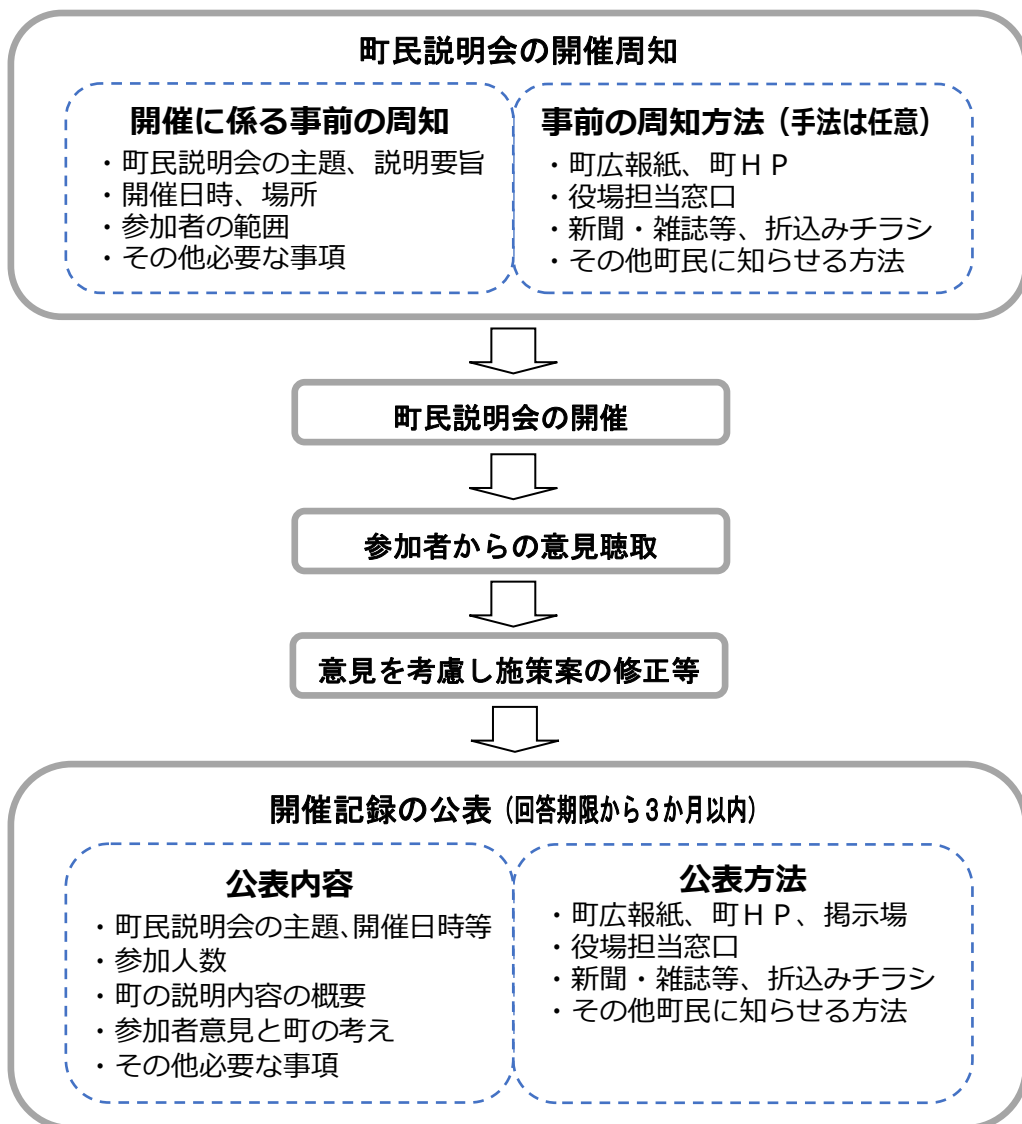 町民説明会の開催周知
開催に係る事前の周知
・町民説明会の主題、説明要旨
・開催日時、場所
・参加者の範囲
・その他必要な事項
事前の周知方法（手法は任意）
・町広報紙、町ＨＰ
・役場担当窓口
・新聞・雑誌等、折込みチラシ
・その他町民に知らせる方法
町民説明会の開催
参加者からの意見聴取
意見を考慮し施策案の修正等
開催記録の公表（回答期限から３か月以内）
公表内容
・町民説明会の主題、開催日時等
・参加人数
・町の説明内容の概要
・参加者意見と町の考え
・その他必要な事項
公表方法
・町広報紙、町ＨＰ、掲示場
・役場担当窓口
・新聞・雑誌等、折込みチラシ
・その他町民に知らせる方法